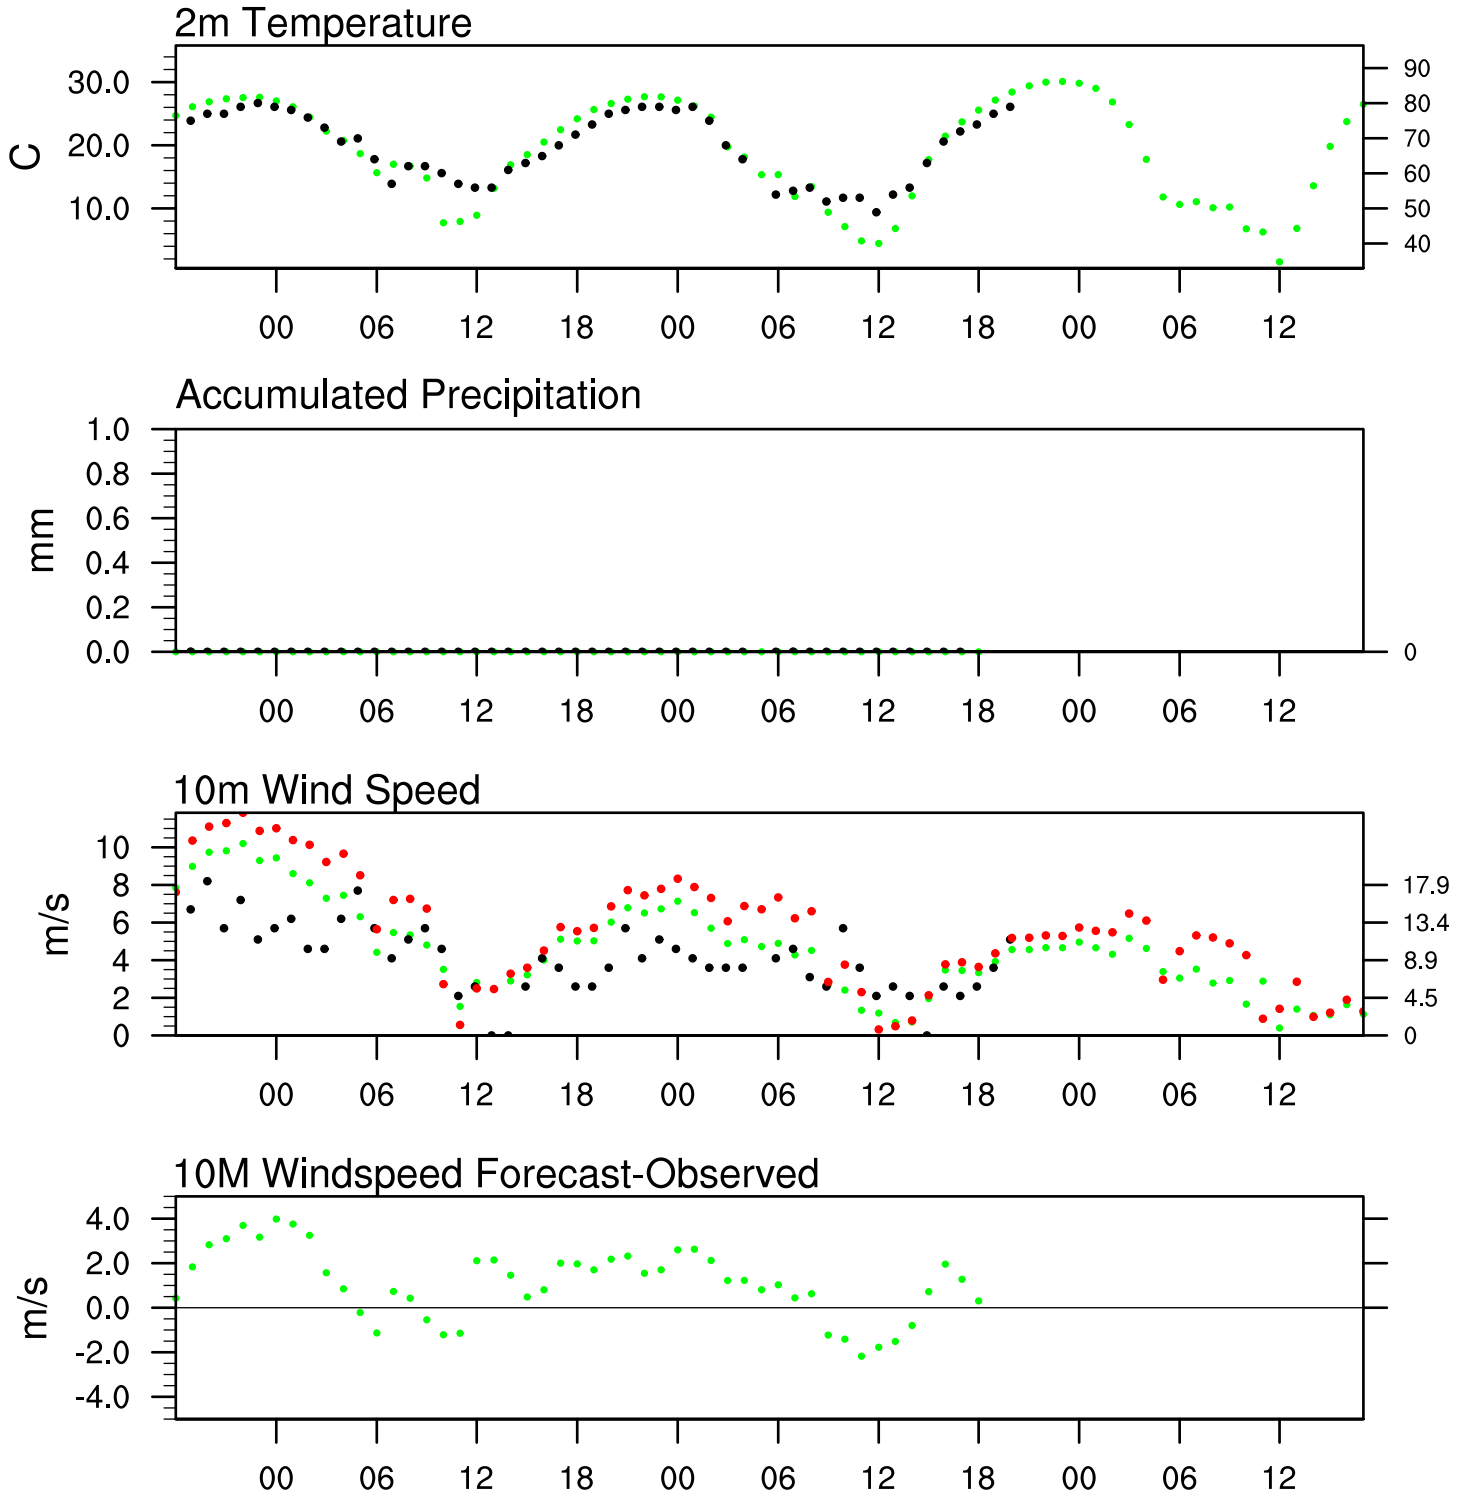 2m Temperature
C
30.0
20.0
10.0
90
80
70
60
50
40
00 06 12 18 00 06 12 18 00 06 12
Accumulated Precipitation
mm
1.0
0.8
0.6
0.4
0.2
0.0
0
00 06 12 18 00 06 12 18 00 06 12
10m Wind Speed
m/s
10
8
6
4
2
0
17.9
13.4
8.9
4.5
0
00 06 12 18 00 06 12 18 00 06 12
10M Windspeed Forecast-Observed
m/s
4.0
2.0
0.0
-2.0
-4.0
00 06 12 18 00 06 12 18 00 06 12